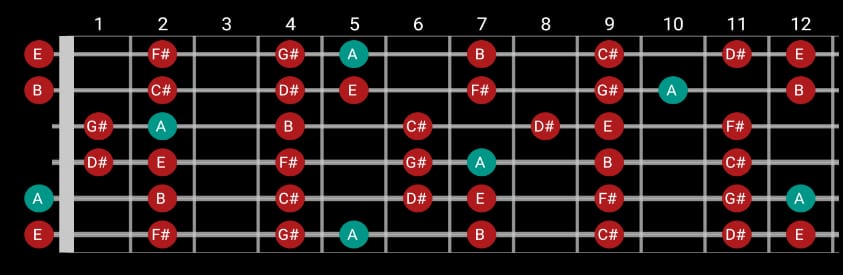 1 2 3 4 5 6 7 8 9 10 11 12
E F# G# A B C# D# E
B C# D# E F# G# A B
G# A B C# D# E F#
D# E F# G# A B C#
A B C# D# E F# G# A
E F# G# A B C# D# E